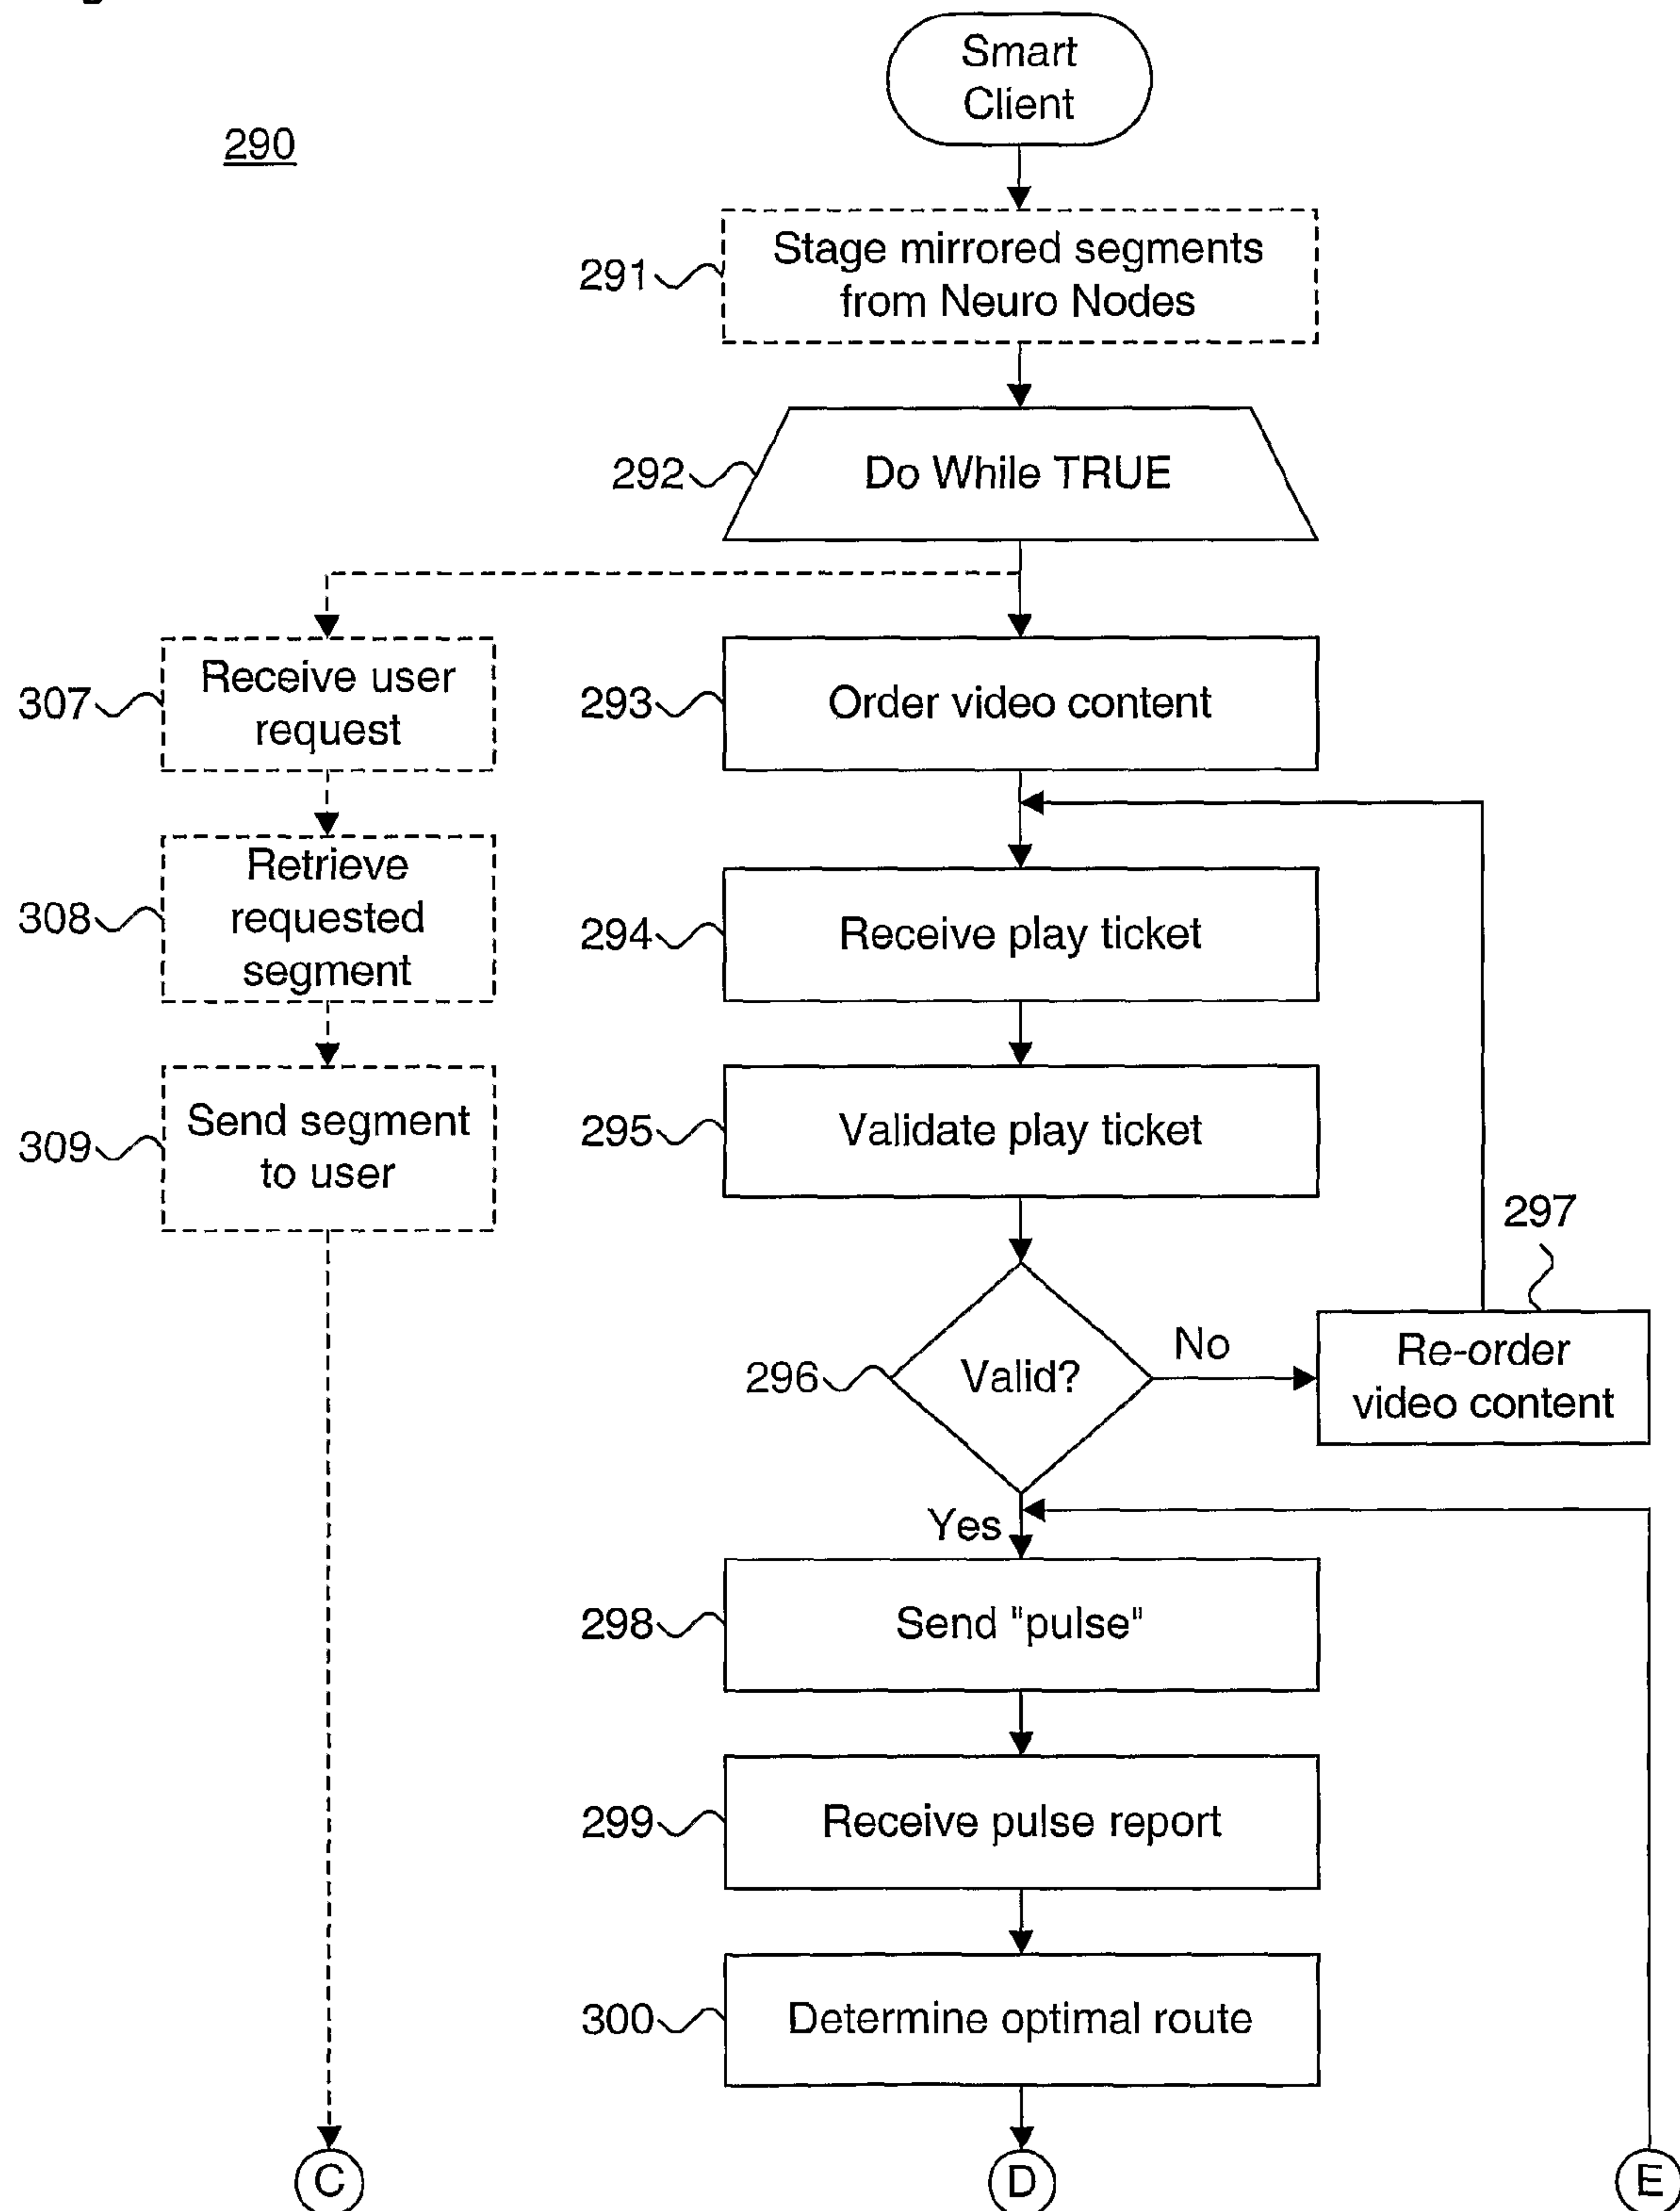 Smart
Client
290
291
Stage mirrored segments
from Neuro Nodes
292
Do While TRUE
307
Receive user
request
293
Order video content
308
Retrieve
requested
segment
294
Receive play ticket
309
Send segment
to user
295
Validate play ticket
297
296
Valid?
No
Re-order
video content
Yes
298
Send "pulse"
299
Receive pulse report
300
Determine optimal route
C
D
E